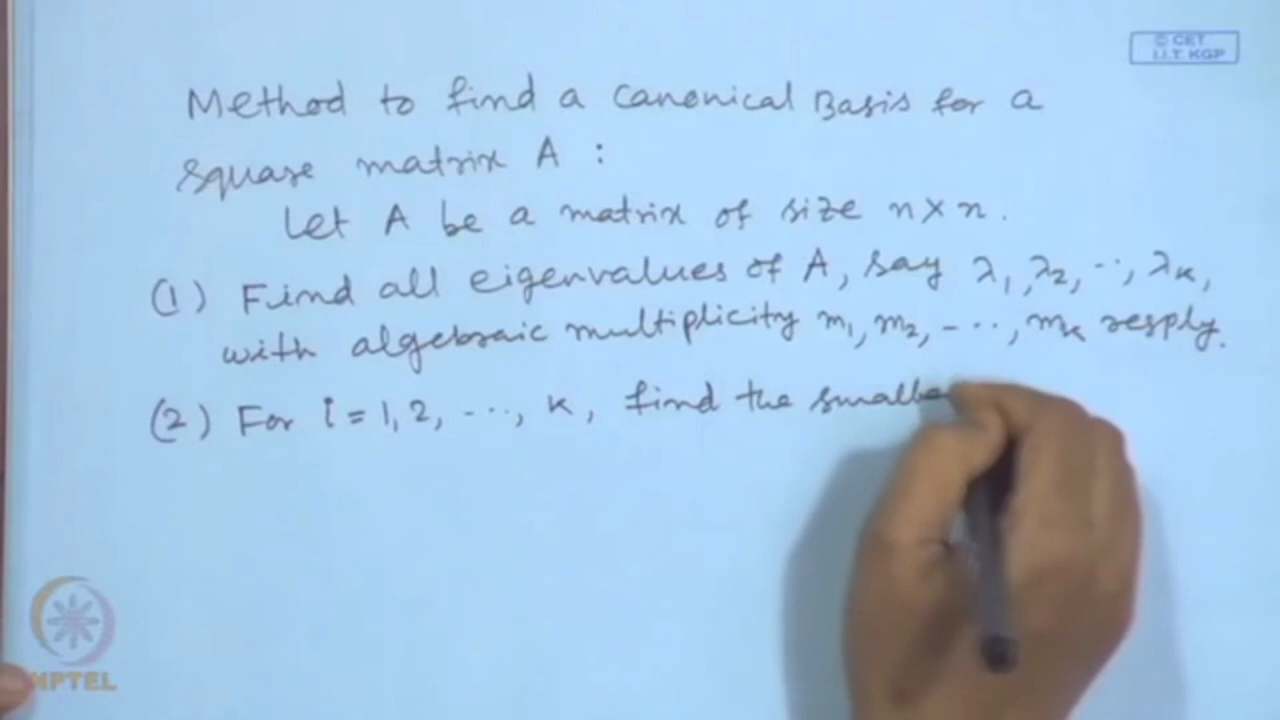 © CET
I.I.T KGP
Method to find a canonical Basis for a
square matrix A :
Let A be a matrix of size n×n.
(1) Find all eigenvalues of A, say λ₁, λ₂, ..., λₖ,
with algebraic multiplicity m₁, m₂, -..., mₖ resply.
(2) For i = 1, 2, -..., k, find the smalle
NPTEL